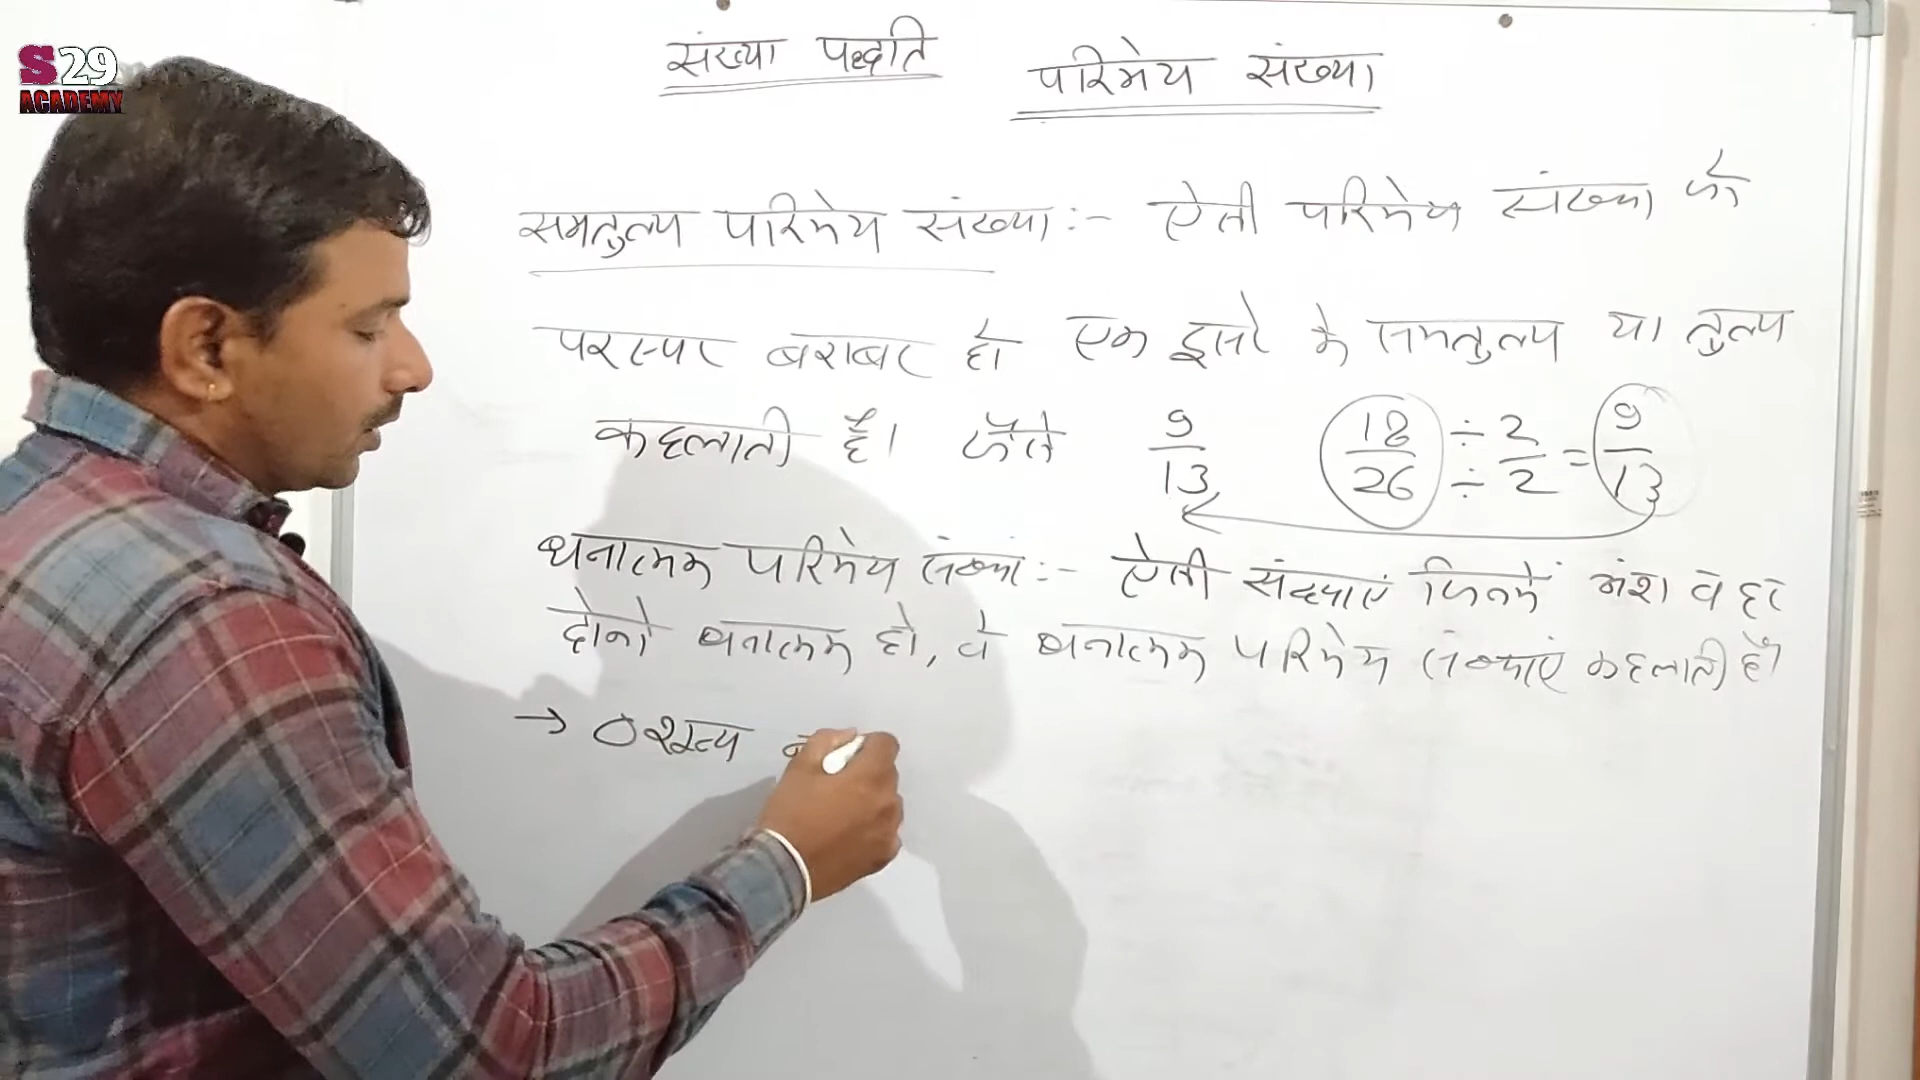 S29
ACADEMY
संख्या पद्धति
परिमेय संख्या
समतुल्य परिमेय संख्या :- ऐसी परिमेय संख्या जो
परस्पर बराबर हो एक दूसरे के समतुल्य या तुल्य
कहलाती है। जैसे 9/13 18/26 ÷ 2/÷ 2 = 9/13
धनात्मक परिमेय संख्या :- ऐसी संख्याएं जिनमें अंश व हर
दोनो धनात्मक हो, वे धनात्मक परिमेय संख्याएं कहलाती है।
→ 0 शून्य